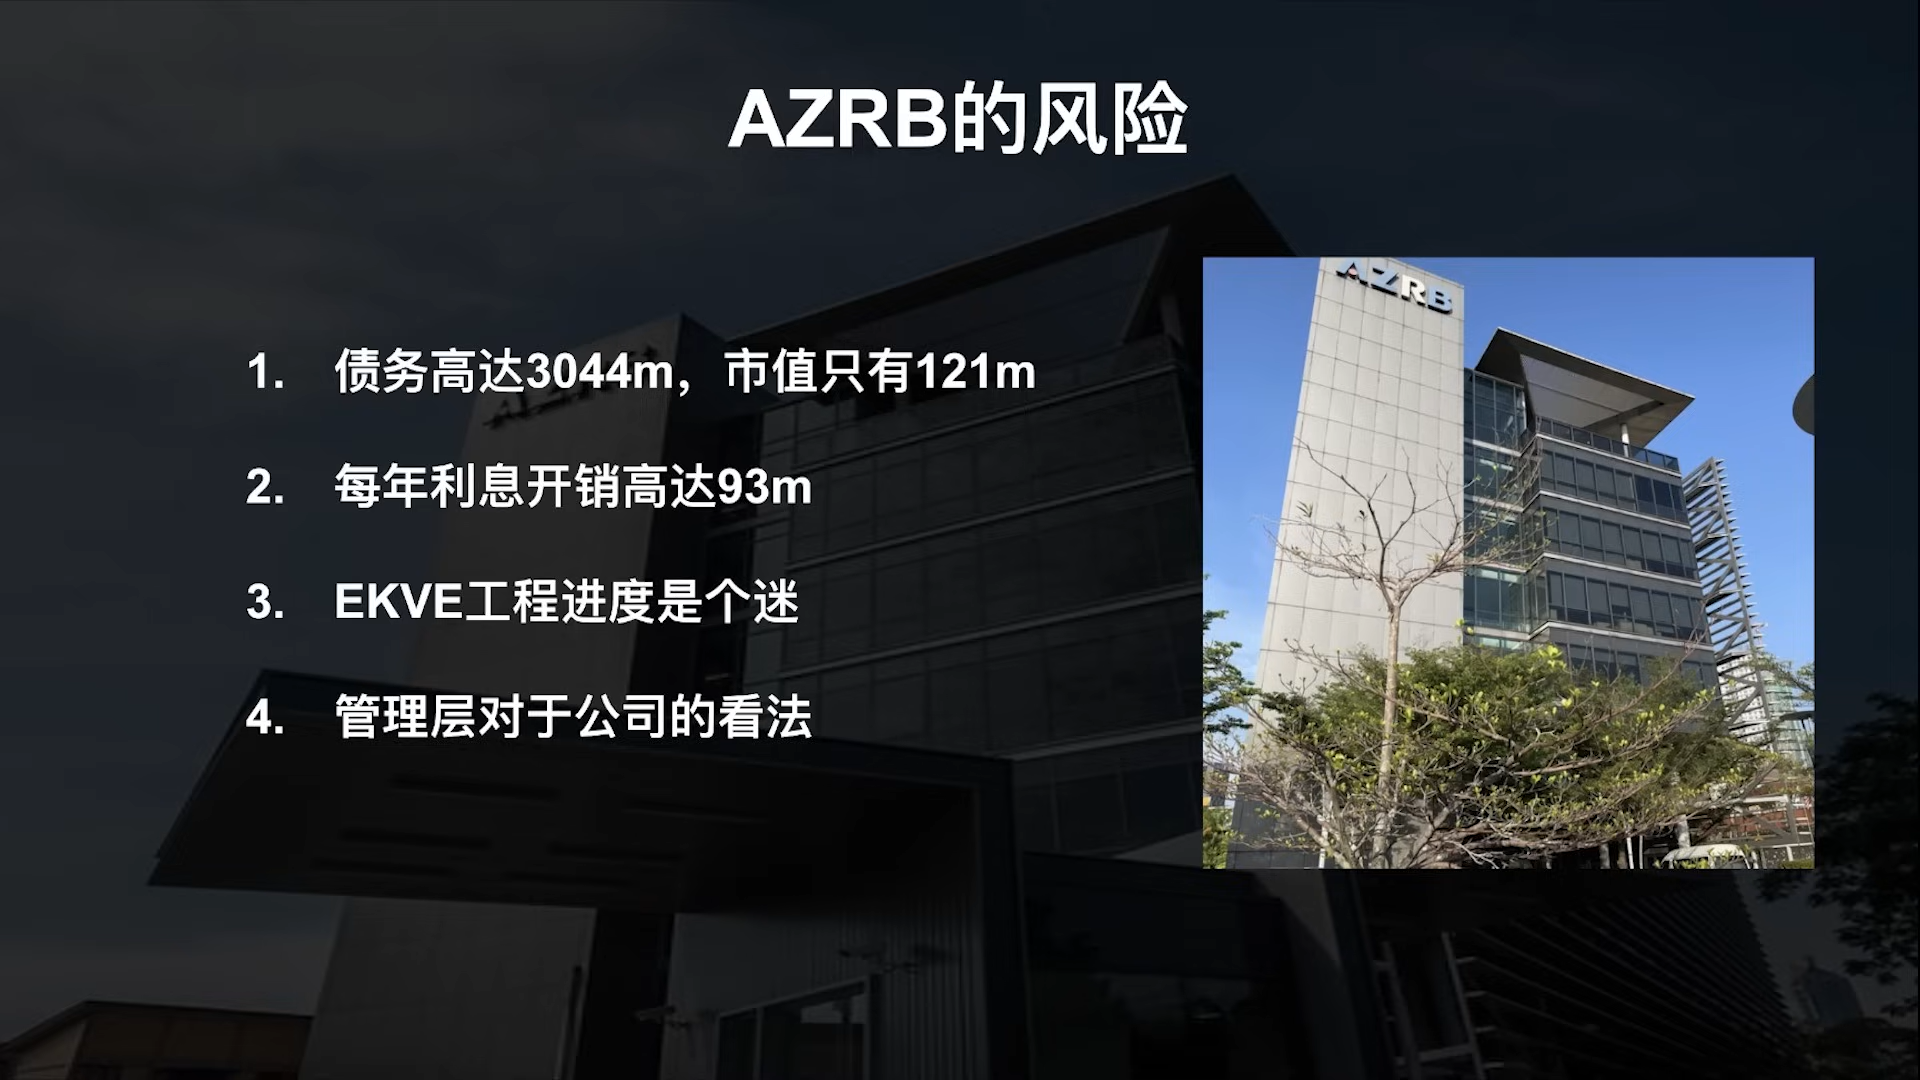 AZRB的风险
1. 债务高达3044m，市值只有121m
2. 每年利息开销高达93m
3. EKVE工程进度是个迷
4. 管理层对于公司的看法
AZRB